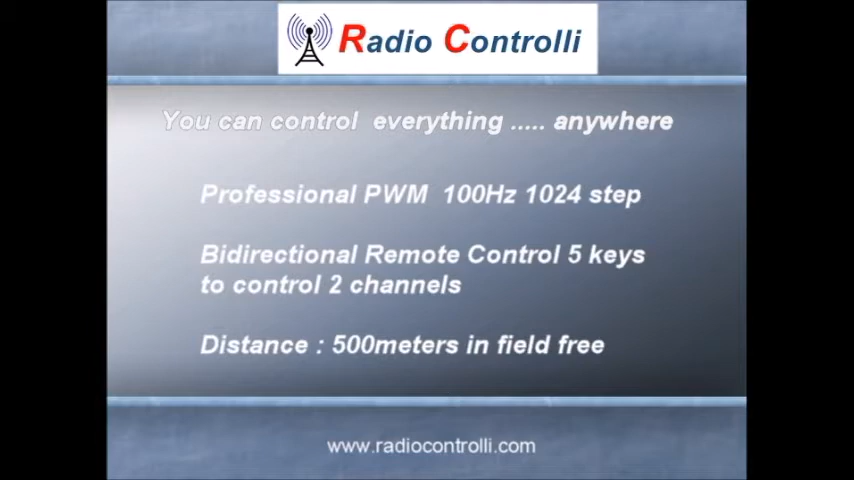 Radio Controlli
You can control everything ..... anywhere
Professional PWM 100Hz 1024 step
Bidirectional Remote Control 5 keys
to control 2 channels
Distance : 500meters in field free
www.radiocontrolli.com